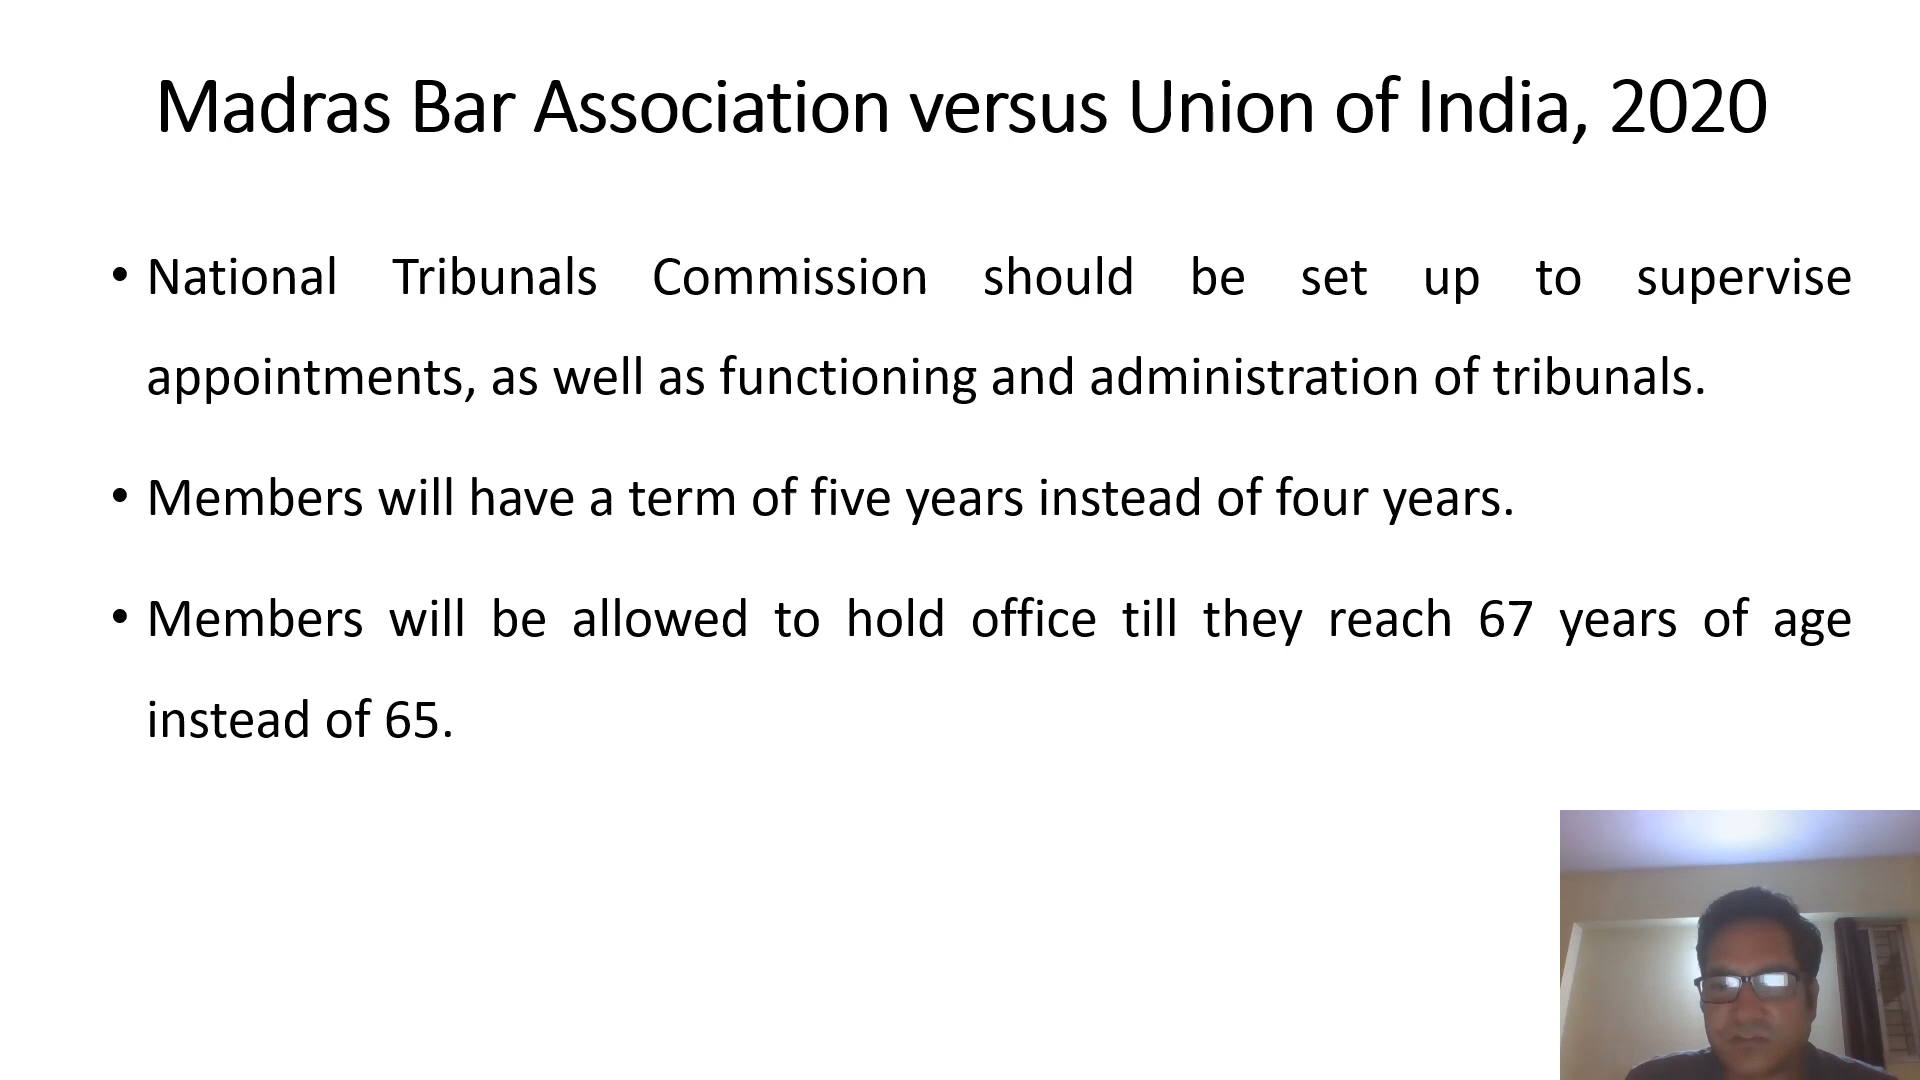 Madras Bar Association versus Union of India, 2020
• National Tribunals Commission should be set up to supervise
appointments, as well as functioning and administration of tribunals.
• Members will have a term of five years instead of four years.
• Members will be allowed to hold office till they reach 67 years of age
instead of 65.